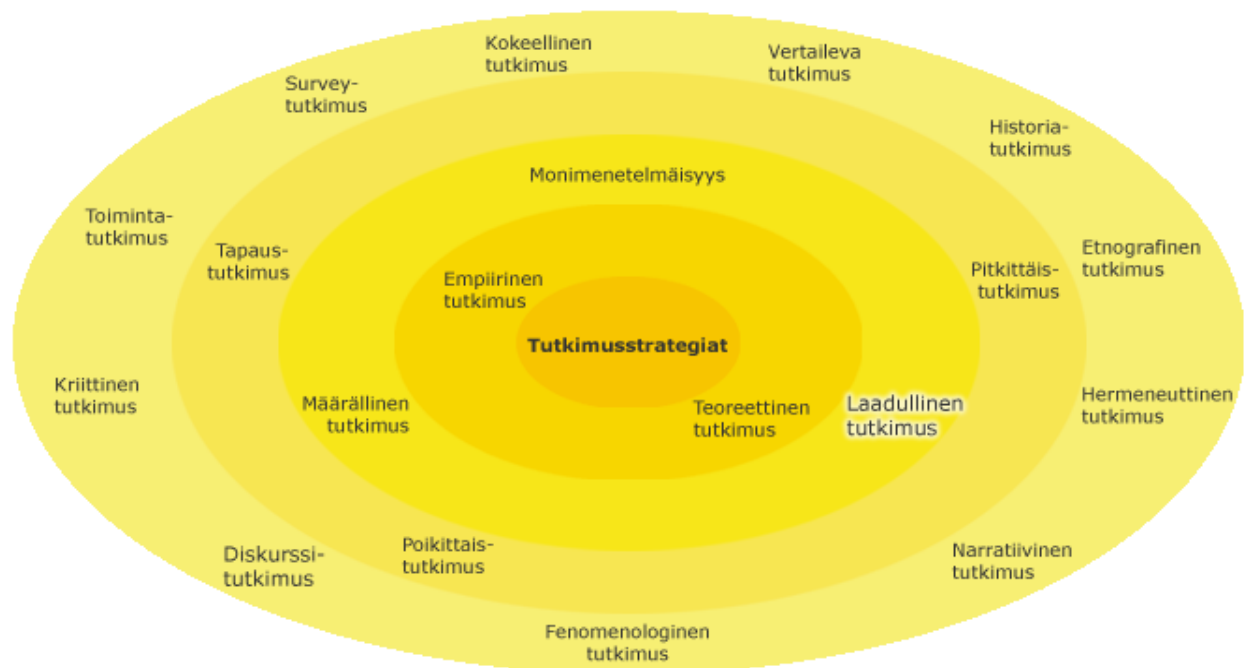 Kokeellinen
tutkimus
Vertaileva
tutkimus
Survey-
tutkimus
Historia-
tutkimus
Monimenetelmäisyys
Toiminta-
tutkimus
Tapaus-
tutkimus
Etnografinen
tutkimus
Pitkittäis-
tutkimus
Empiirinen
tutkimus
Tutkimusstrategiat
Kriittinen
tutkimus
Määrällinen
tutkimus
Teoreettinen
tutkimus
Laadullinen
tutkimus
Hermeneuttinen
tutkimus
Diskurssi-
tutkimus
Poikittais-
tutkimus
Narratiivinen
tutkimus
Fenomenologinen
tutkimus